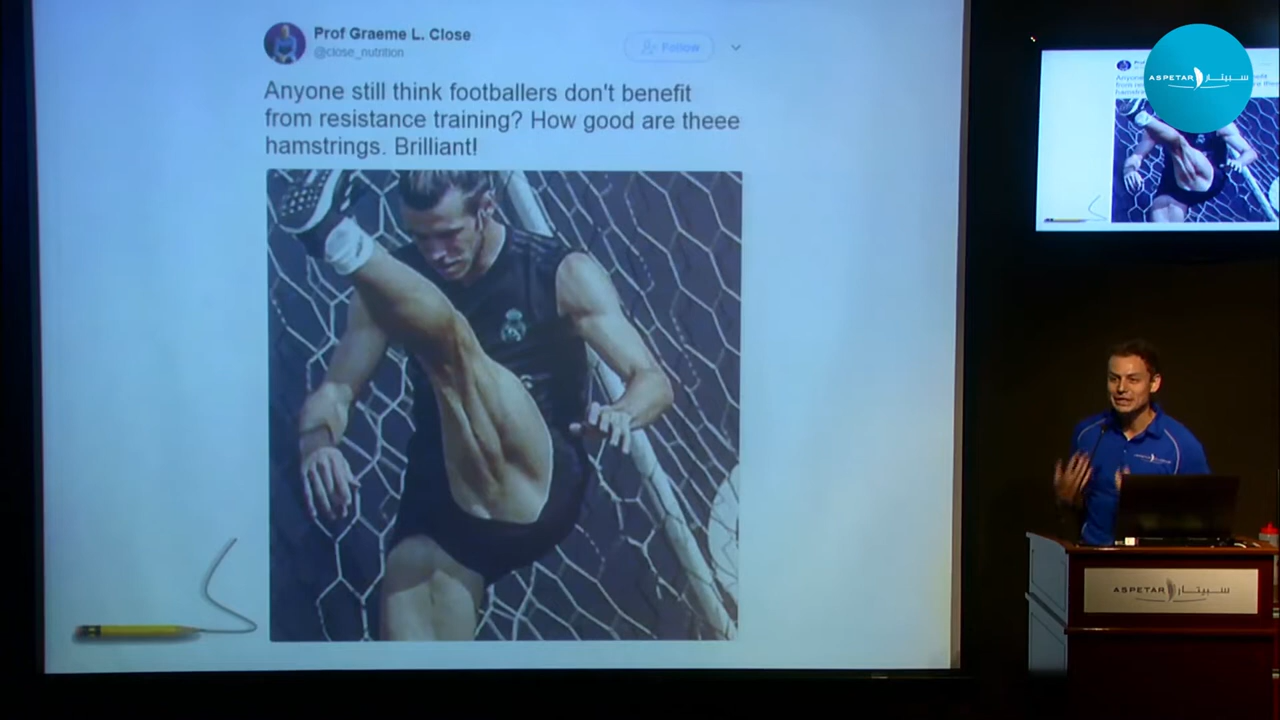 Prof Graeme L. Close
@close_nutrition
Follow
Anyone still think footballers don't benefit
from resistance training? How good are theee
hamstrings. Brilliant!
ASPETAR سبيتار
ASPETAR سبيتار